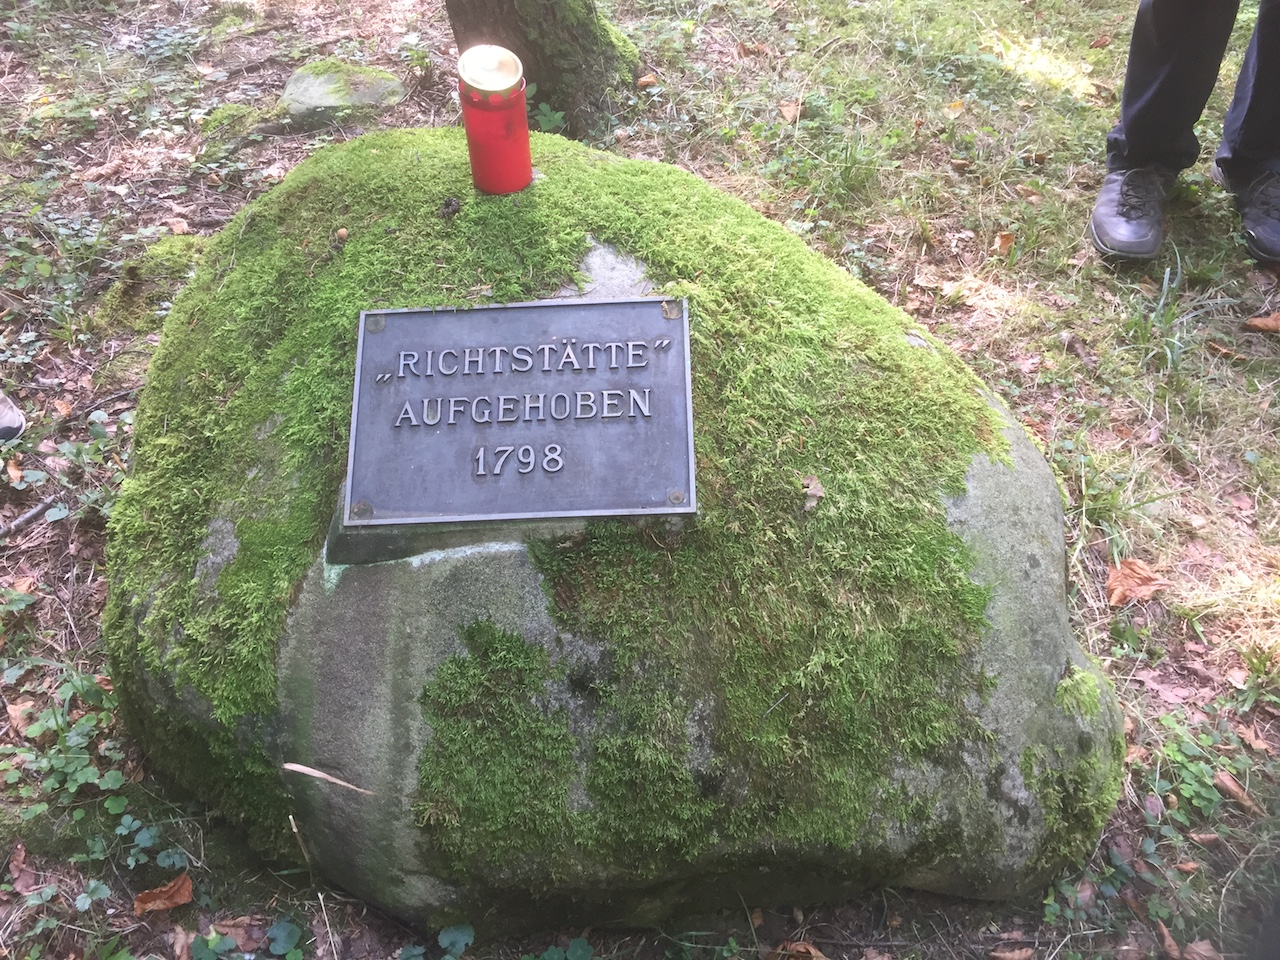 „RICHTSTÄTTE”
AUFGEHOBEN
1798